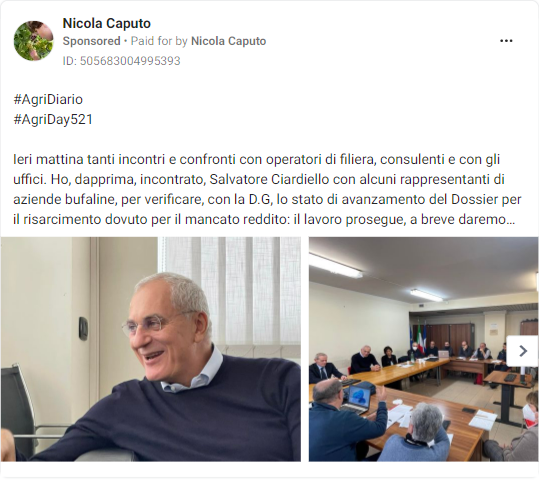 Nicola Caputo
Sponsored • Paid for by Nicola Caputo
ID: 505683004995393
#AgriDiario
#AgriDay521
Ieri mattina tanti incontri e confronti con operatori di filiera, consulenti e con gli
uffici. Ho, dapprima, incontrato, Salvatore Ciardiello con alcuni rappresentanti di
aziende bufaline, per verificare, con la D.G, lo stato di avanzamento del Dossier per
il risarcimento dovuto per il mancato reddito: il lavoro prosegue, a breve daremo...